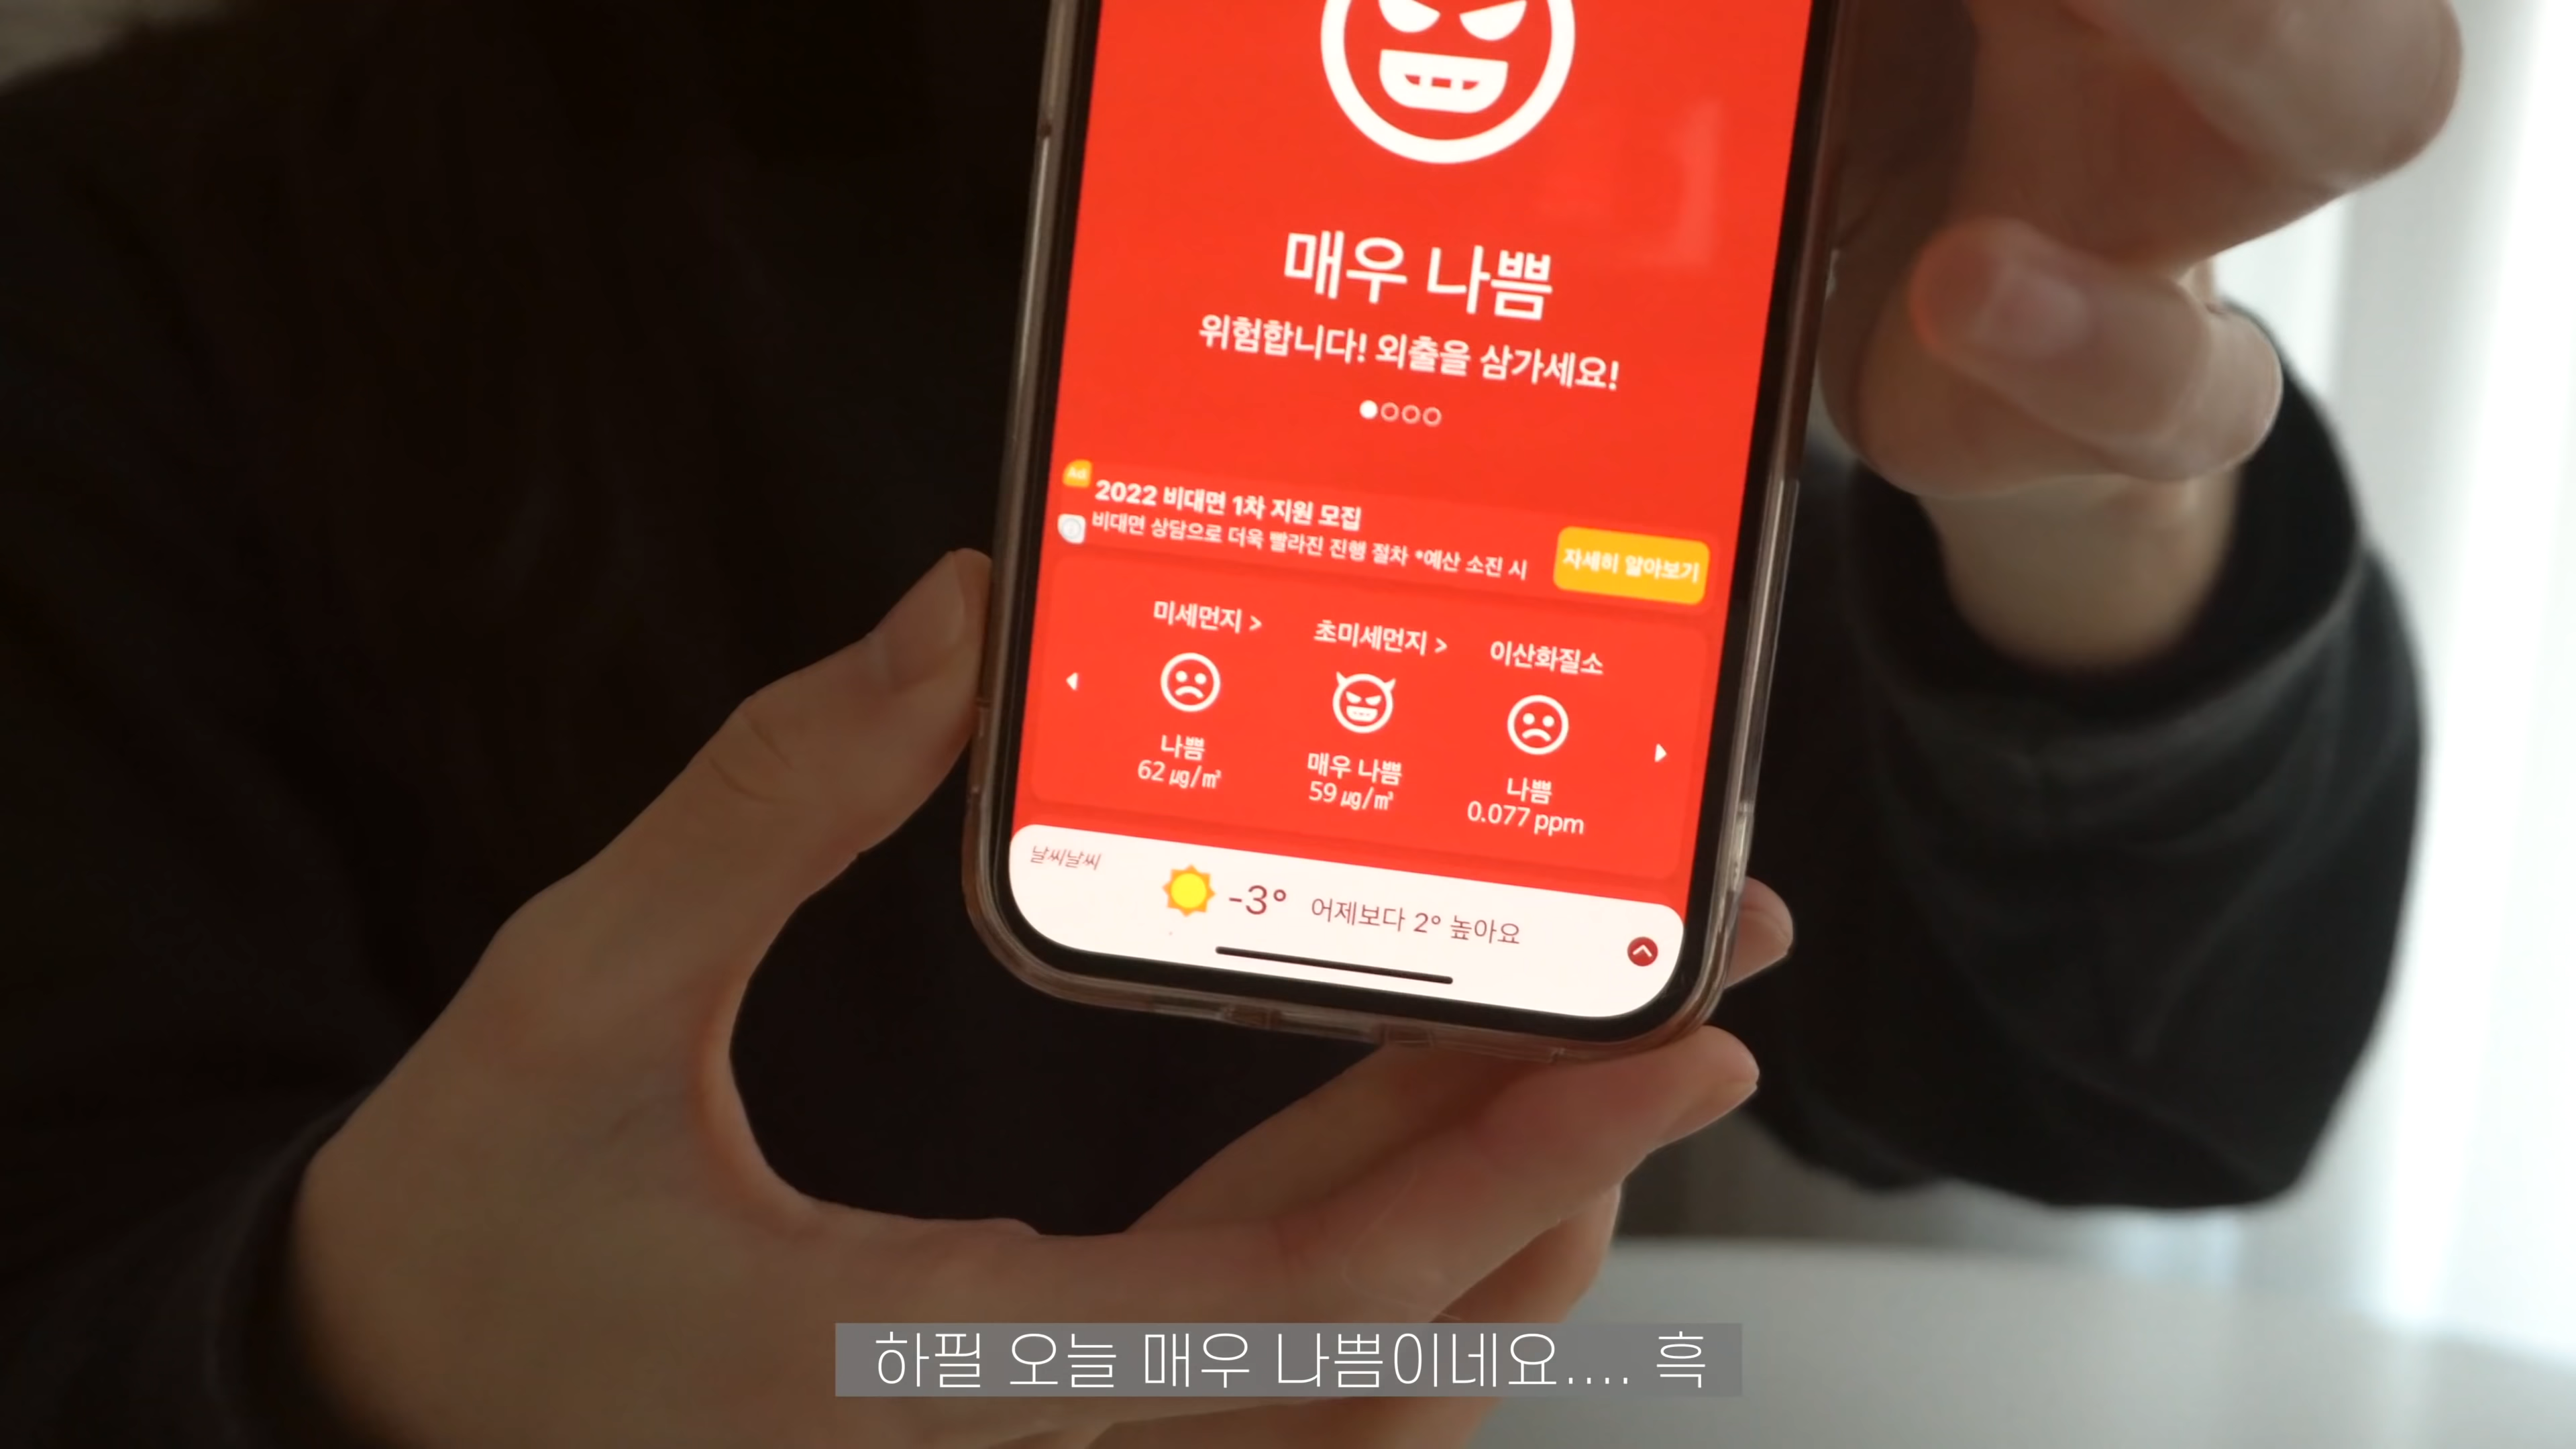 매우 나쁨
위험합니다! 외출을 삼가세요!
Ad
2022 비대면 1차 지원 모집
비대면 상담으로 더욱 빨라진 진행 절차 *예산 소진 시
자세히 알아보기
미세먼지 >
초미세먼지 >
이산화질소
나쁨
62 ㎍/㎥
매우 나쁨
59 ㎍/㎥
나쁨
0.077 ppm
날씨날씨
-3° 어제보다 2° 높아요
하필 오늘 매우 나쁨이네요.... 흑